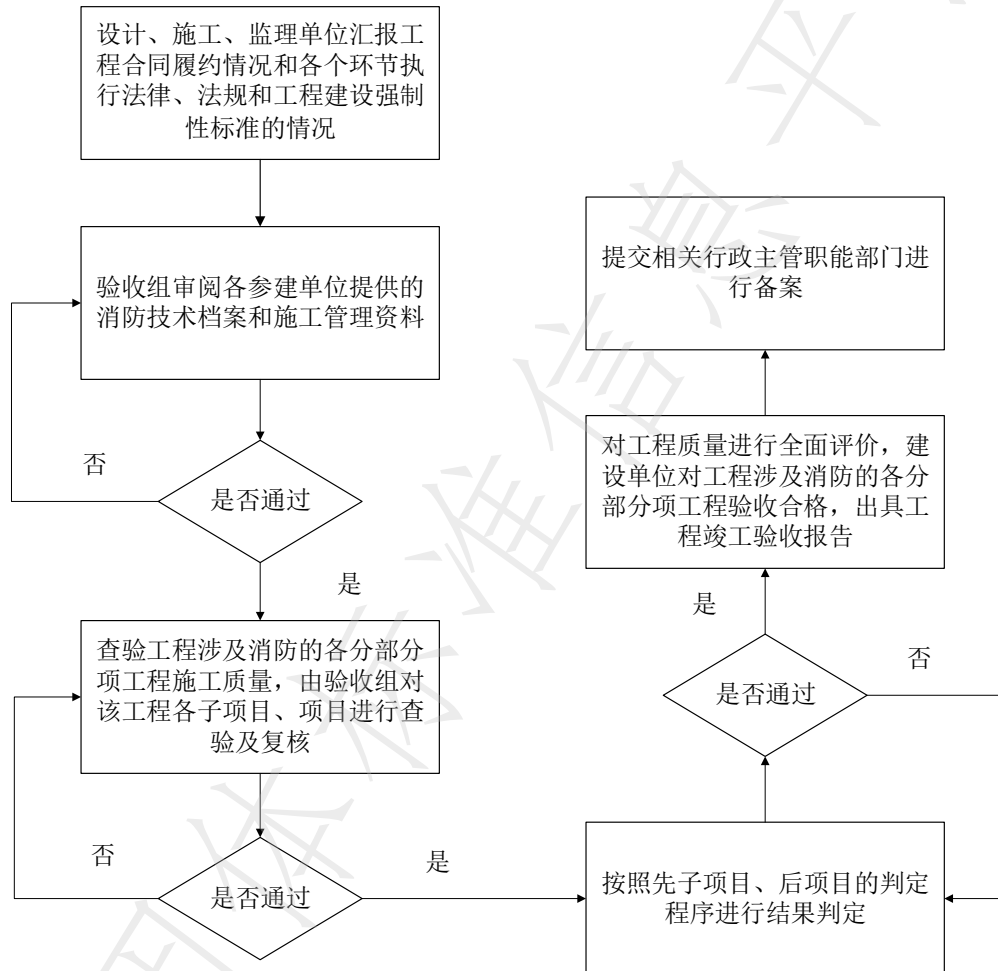 设计、施工、监理单位汇报工
程合同履约情况和各个环节执
行法律、法规和工程建设强制
性标准的情况
验收组审阅各参建单位提供的
消防技术档案和施工管理资料
否
是否通过
是
查验工程涉及消防的各分部分
项工程施工质量，由验收组对
该工程各子项目、项目进行查
验及复核
否
是否通过
是
按照先子项目、后项目的判定
程序进行结果判定
是否通过
否
是
对工程质量进行全面评价，建
设单位对工程涉及消防的各分
部分项工程验收合格，出具工
程竣工验收报告
提交相关行政主管职能部门进
行备案
团体标准信息平